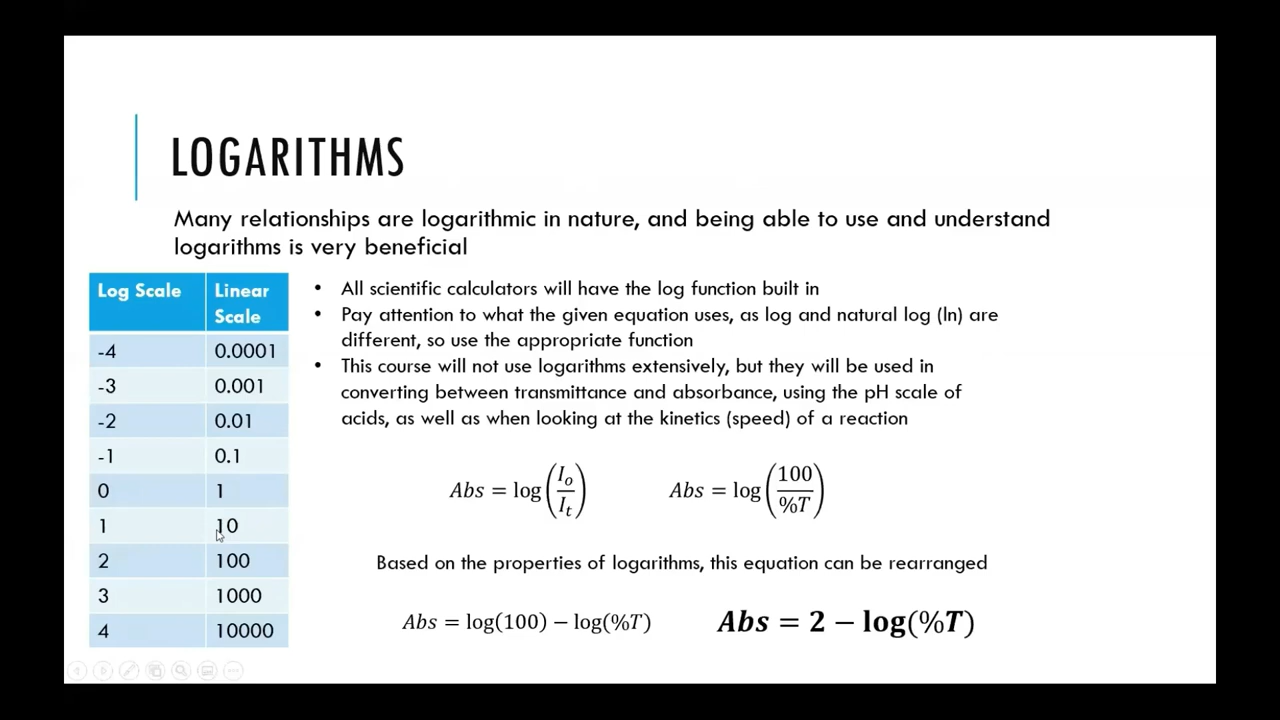 LOGARITHMS
Many relationships are logarithmic in nature, and being able to use and understand
logarithms is very beneficial
Log Scale Linear
Scale
-4 0.0001
-3 0.001
-2 0.01
-1 0.1
0 1
1 10
2 100
3 1000
4 10000
• All scientific calculators will have the log function built in
• Pay attention to what the given equation uses, as log and natural log (ln) are
different, so use the appropriate function
• This course will not use logarithms extensively, but they will be used in
converting between transmittance and absorbance, using the pH scale of
acids, as well as when looking at the kinetics (speed) of a reaction
Abs = log(I_o/I_t) Abs = log(100/%T)
Based on the properties of logarithms, this equation can be rearranged
Abs = log(100) − log(%T) Abs = 2 − log(%T)